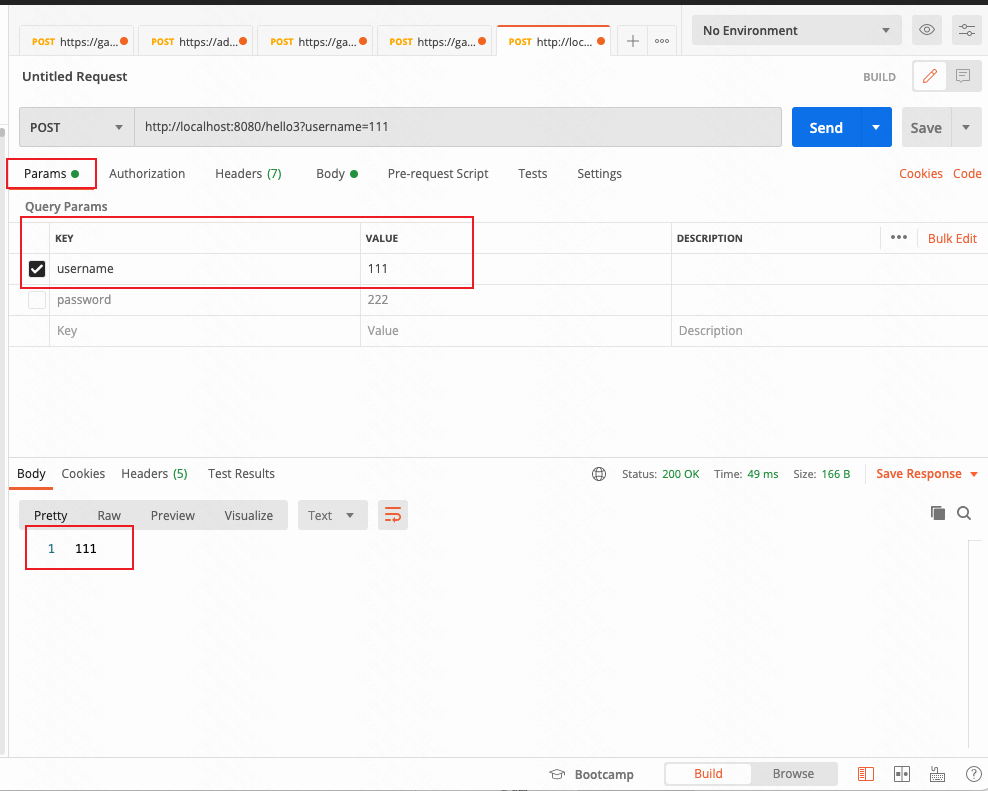 POST https://ga... POST https://ad... POST https://ga... POST https://ga... POST http://loc... No Environment
Untitled Request BUILD
POST http://localhost:8080/hello3?username=111 Send Save
Params Authorization Headers (7) Body Pre-request Script Tests Settings Cookies Code
Query Params
KEY VALUE DESCRIPTION ••• Bulk Edit
username 111
password 222
Key Value Description
Body Cookies Headers (5) Test Results Status: 200 OK Time: 49 ms Size: 166 B Save Response
Pretty Raw Preview Visualize Text
1 111
Bootcamp Build Browse